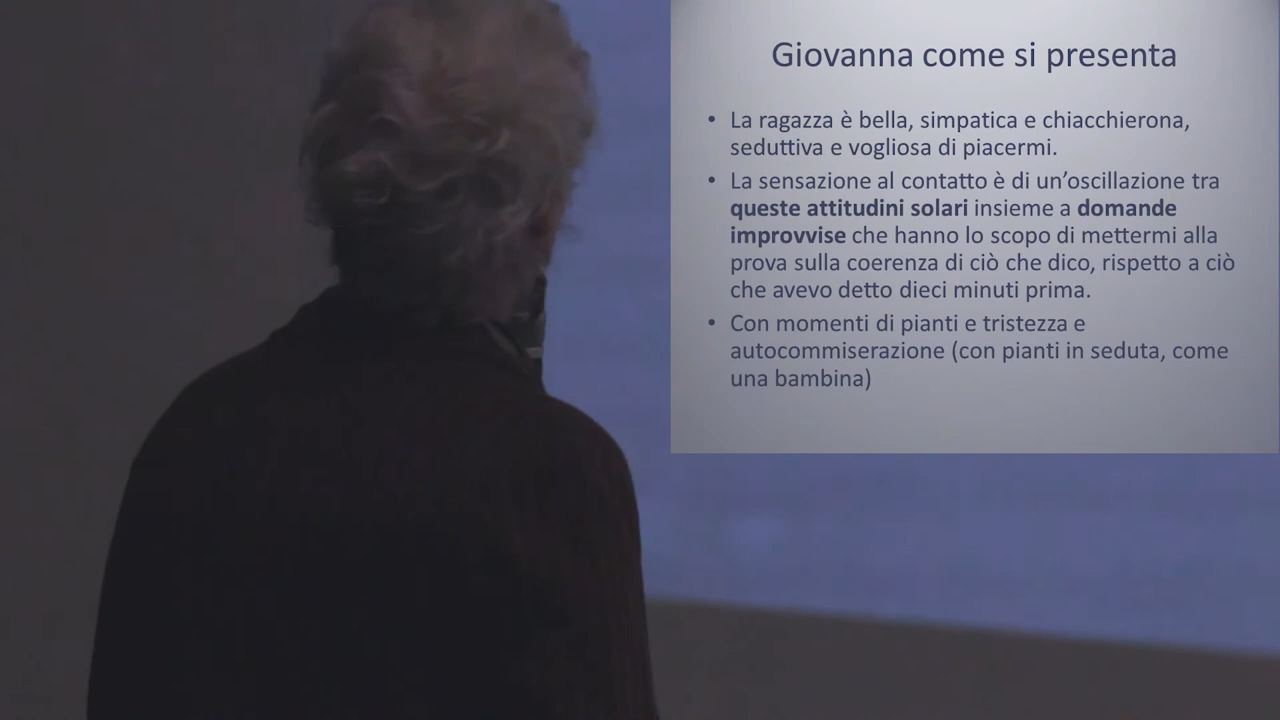 Giovanna come si presenta
• La ragazza è bella, simpatica e chiacchierona,
seduttiva e vogliosa di piacermi.
• La sensazione al contatto è di un'oscillazione tra
queste attitudini solari insieme a domande
improvvise che hanno lo scopo di mettermi alla
prova sulla coerenza di ciò che dico, rispetto a ciò
che avevo detto dieci minuti prima.
• Con momenti di pianti e tristezza e
autocommiserazione (con pianti in seduta, come
una bambina)